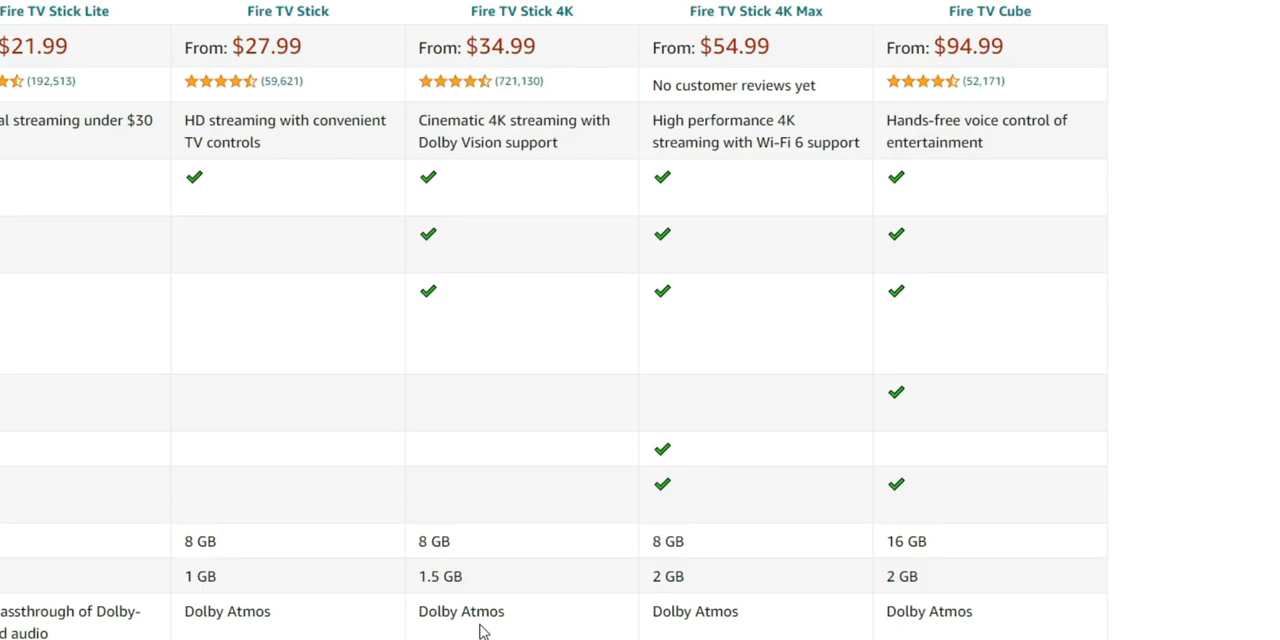 Fire TV Stick Lite Fire TV Stick Fire TV Stick 4K Fire TV Stick 4K Max Fire TV Cube
$21.99 From: $27.99 From: $34.99 From: $54.99 From: $94.99
(192,513) (59,621) (721,130) No customer reviews yet (52,171)
al streaming under $30 HD streaming with convenient Cinematic 4K streaming with High performance 4K Hands-free voice control of
TV controls Dolby Vision support streaming with Wi-Fi 6 support entertainment
8 GB 8 GB 8 GB 16 GB
1 GB 1.5 GB 2 GB 2 GB
assthrough of Dolby- Dolby Atmos Dolby Atmos Dolby Atmos Dolby Atmos
d audio